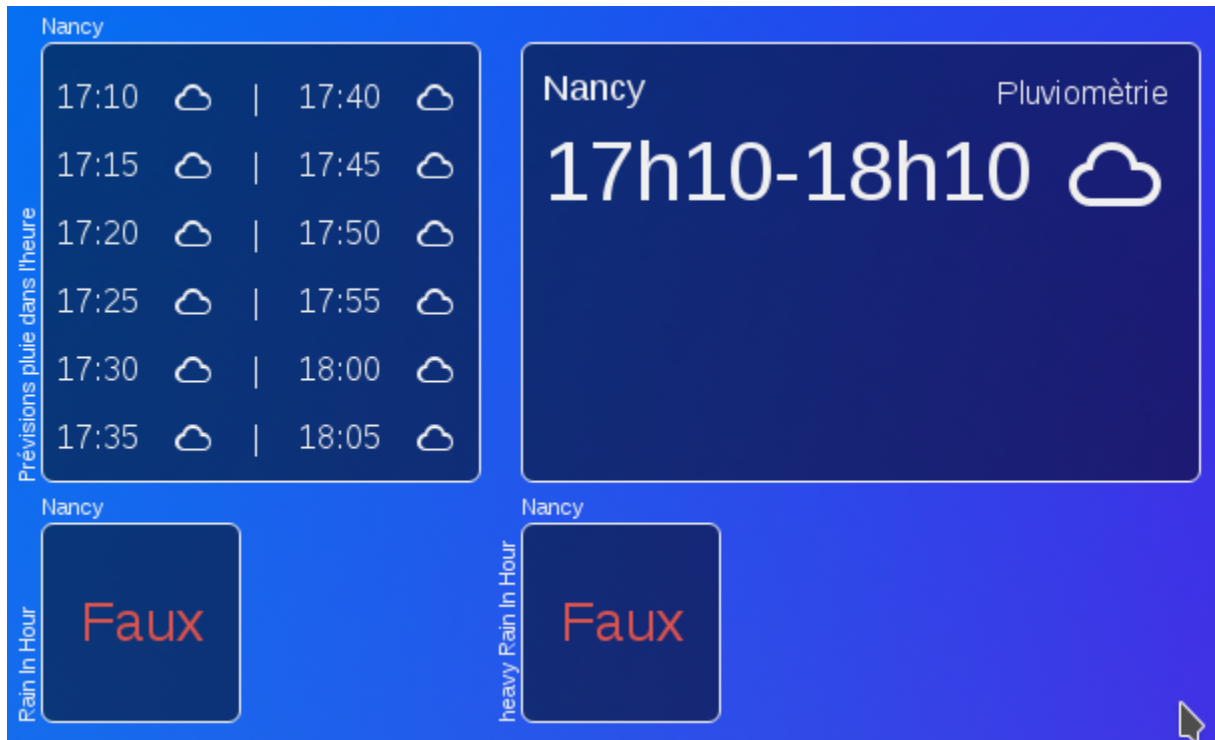 Nancy
Prévisions pluie dans l'heure
17:10 | 17:40
17:15 | 17:45
17:20 | 17:50
17:25 | 17:55
17:30 | 18:00
17:35 | 18:05
Nancy
Pluviomètrie
17h10-18h10
Nancy
Rain In Hour
Faux
Nancy
heavy Rain In Hour
Faux